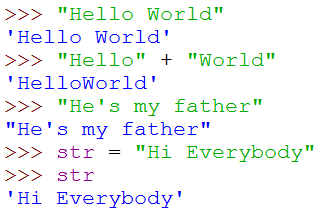 >>> "Hello World"
'Hello World'
>>> "Hello" + "World"
'HelloWorld'
>>> "He's my father"
"He's my father"
>>> str = "Hi Everybody"
>>> str
'Hi Everybody'